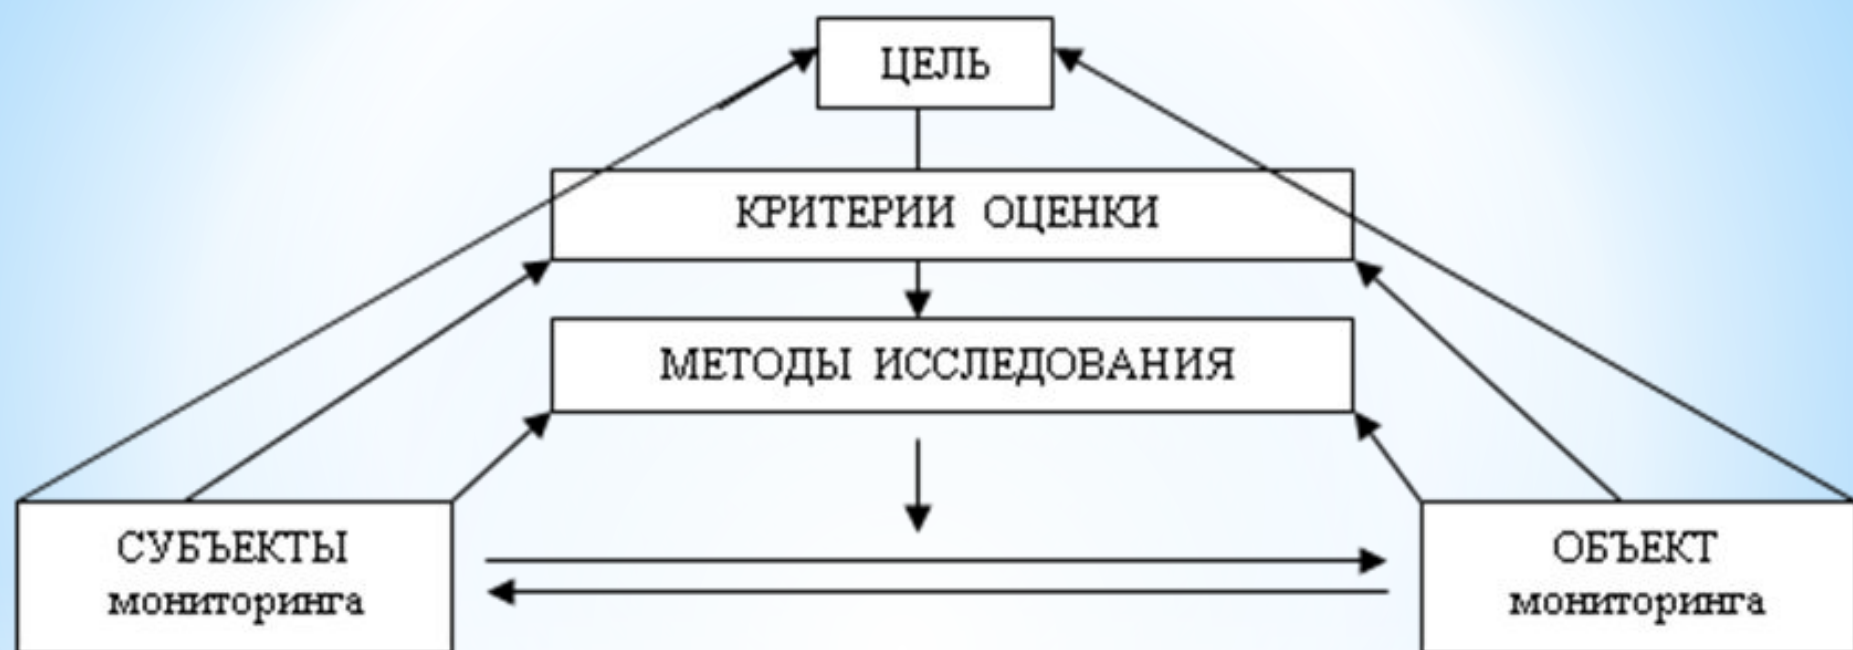 ЦЕЛЬ
КРИТЕРИИ ОЦЕНКИ
МЕТОДЫ ИССЛЕДОВАНИЯ
СУБЪЕКТЫ
мониторинга
ОБЪЕКТ
мониторинга